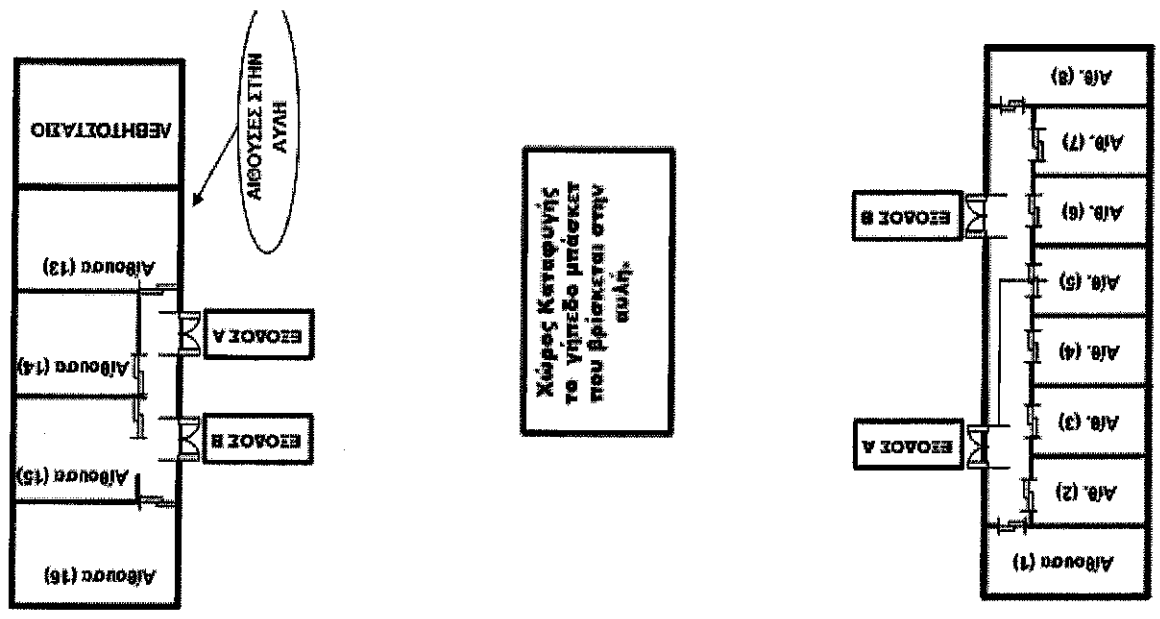 ΛΕΒΗΤΟΣΤΑΣΙΟ
Αίθουσα (13)
Αίθουσα (14)
Αίθουσα (15)
Αίθουσα (16)
ΕΞΟΔΟΣ Α
ΕΞΟΔΟΣ Β
ΑΙΘΟΥΣΕΣ ΣΤΗΝ
ΑΥΛΗ
Χώρος Καταφυγής
το γήπεδο μπάσκετ
που βρίσκεται στην
αυλή.
ΕΞΟΔΟΣ Β
ΕΞΟΔΟΣ Α
Αίθ. (8)
Αίθ. (7)
Αίθ. (6)
Αίθ. (5)
Αίθ. (4)
Αίθ. (3)
Αίθ. (2)
Αίθουσα (1)